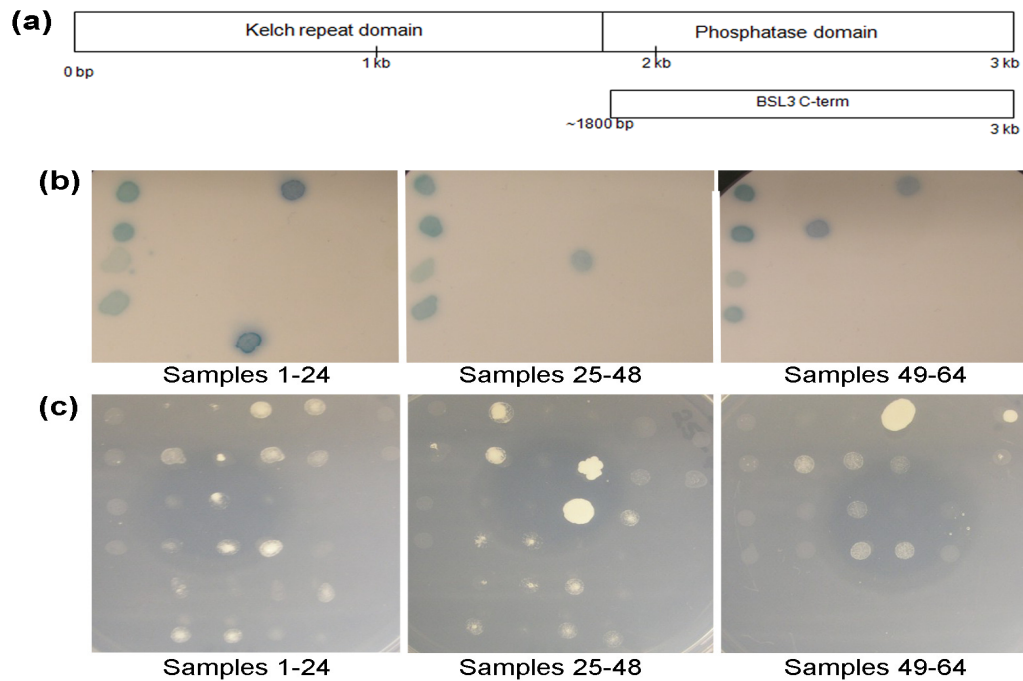 (a)
Kelch repeat domain
Phosphatase domain
0 bp
1 kb
2 kb
3 kb
BSL3 C-term
~1800 bp
3 kb
(b)
Samples 1-24
Samples 25-48
Samples 49-64
(c)
Samples 1-24
Samples 25-48
Samples 49-64